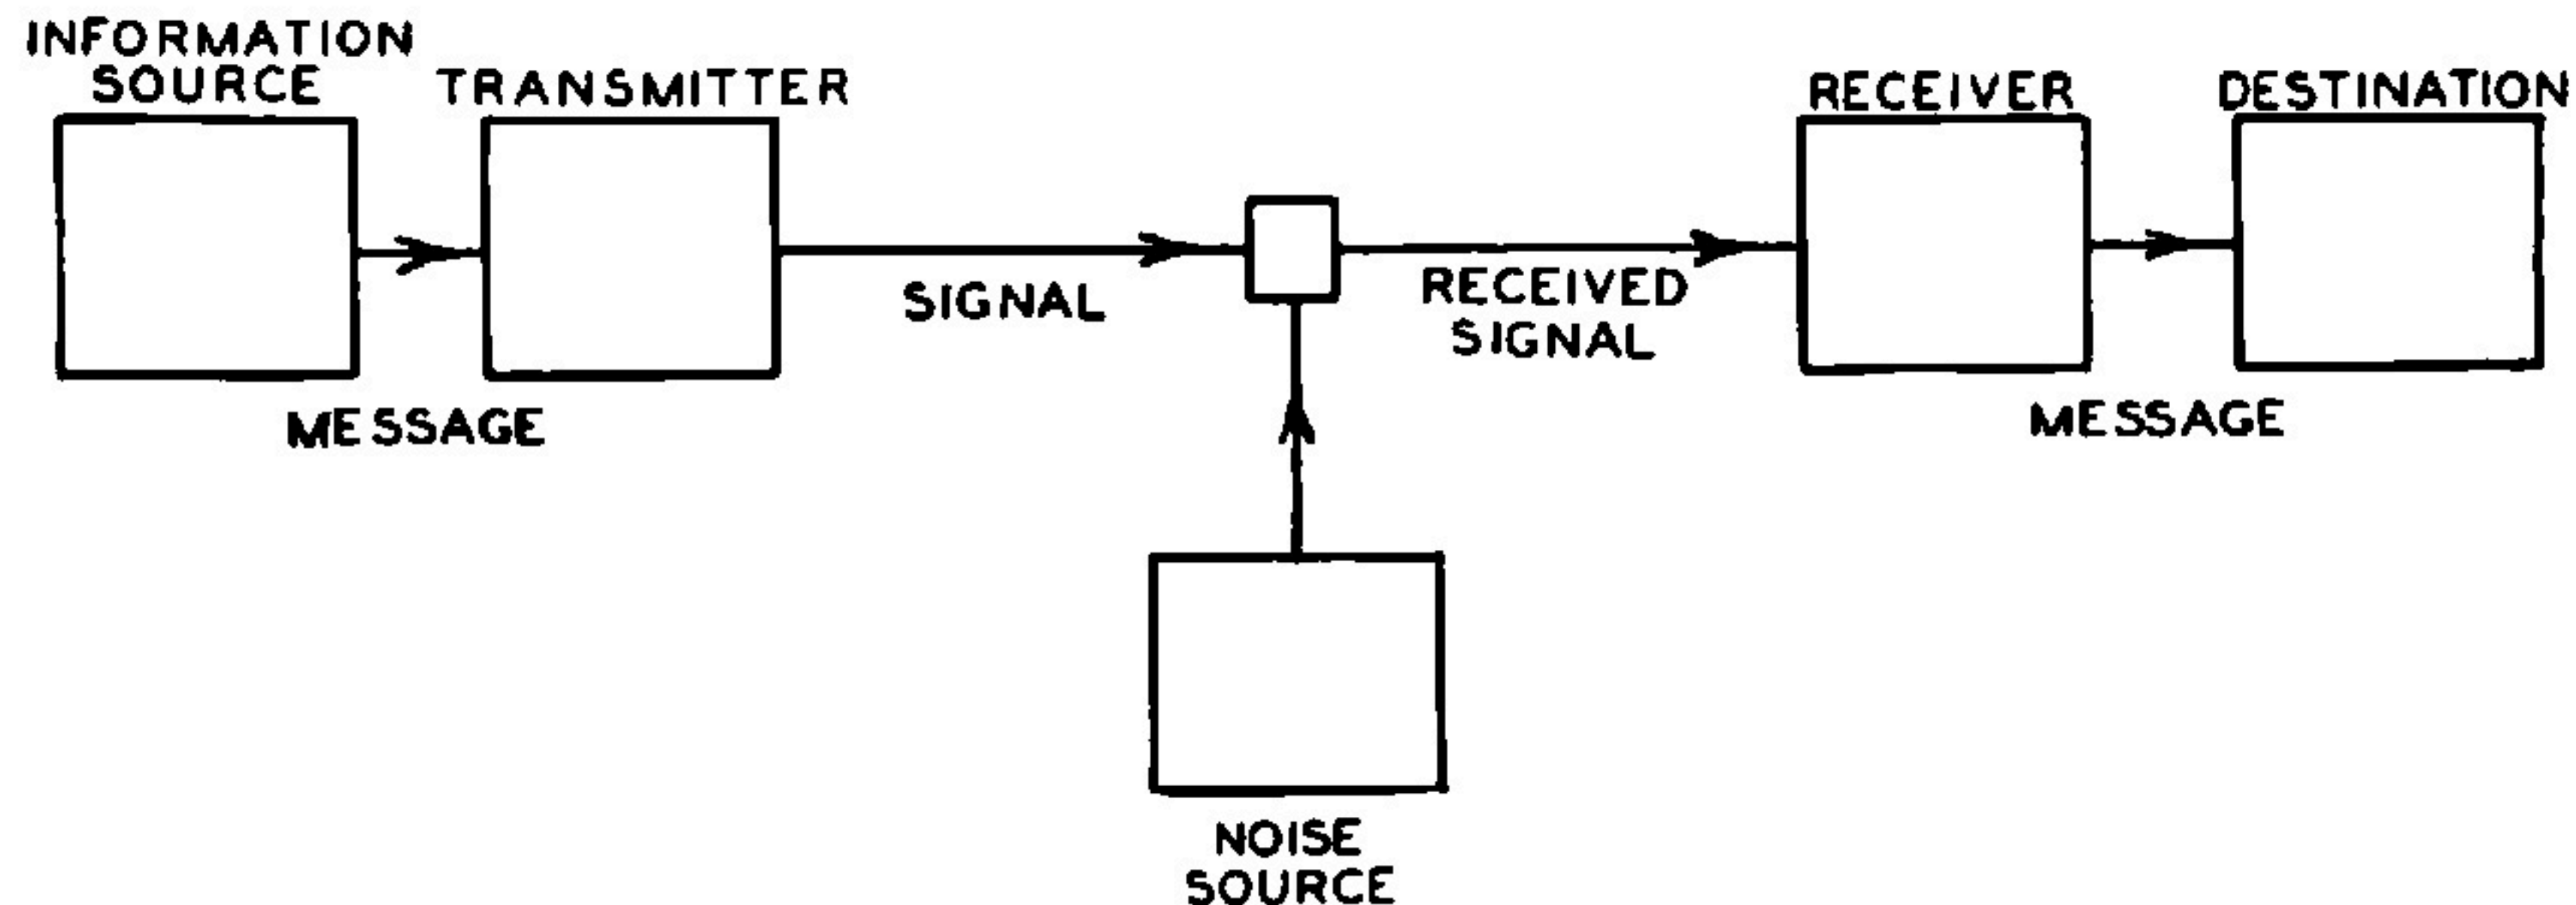 INFORMATION
SOURCE
TRANSMITTER
RECEIVER
DESTINATION
SIGNAL
RECEIVED
SIGNAL
MESSAGE
MESSAGE
NOISE
SOURCE